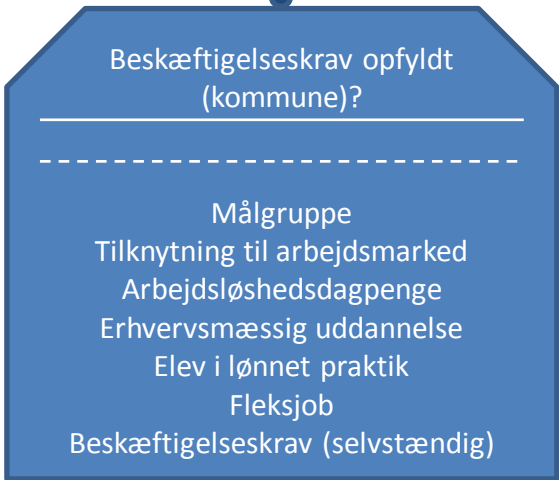 Beskæftigelseskrav opfyldt
(kommune)?
Målgruppe
Tilknytning til arbejdsmarked
Arbejdsløshedsdagpenge
Erhvervsmæssig uddannelse
Elev i lønnet praktik
Fleksjob
Beskæftigelseskrav (selvstændig)